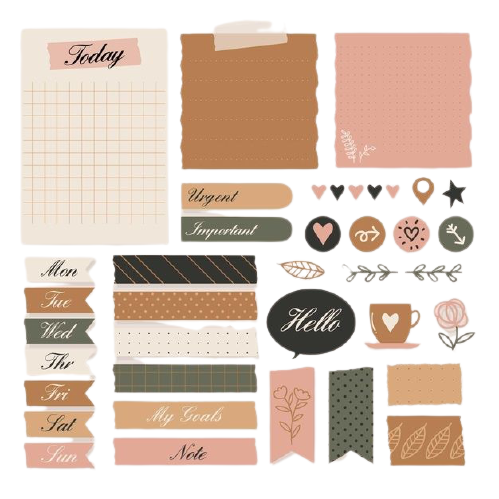 Today
Urgent
Important
Mon
Tue
Wed
Thr
Fri
Sat
Sun
Hello
My Goals
Note